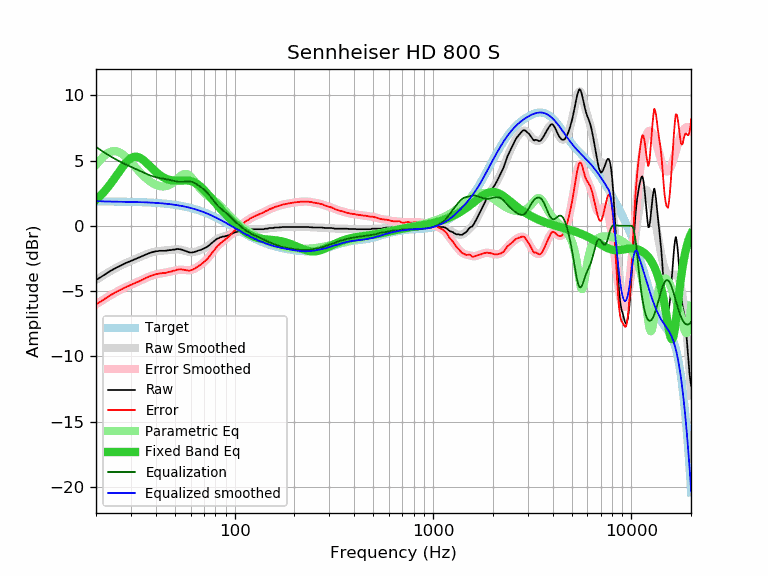 Sennheiser HD 800 S
10
5
0
−5
−10
−15
−20
Amplitude (dBr)
Target
Raw Smoothed
Error Smoothed
Raw
Error
Parametric Eq
Fixed Band Eq
Equalization
Equalized smoothed
100
1000
10000
Frequency (Hz)